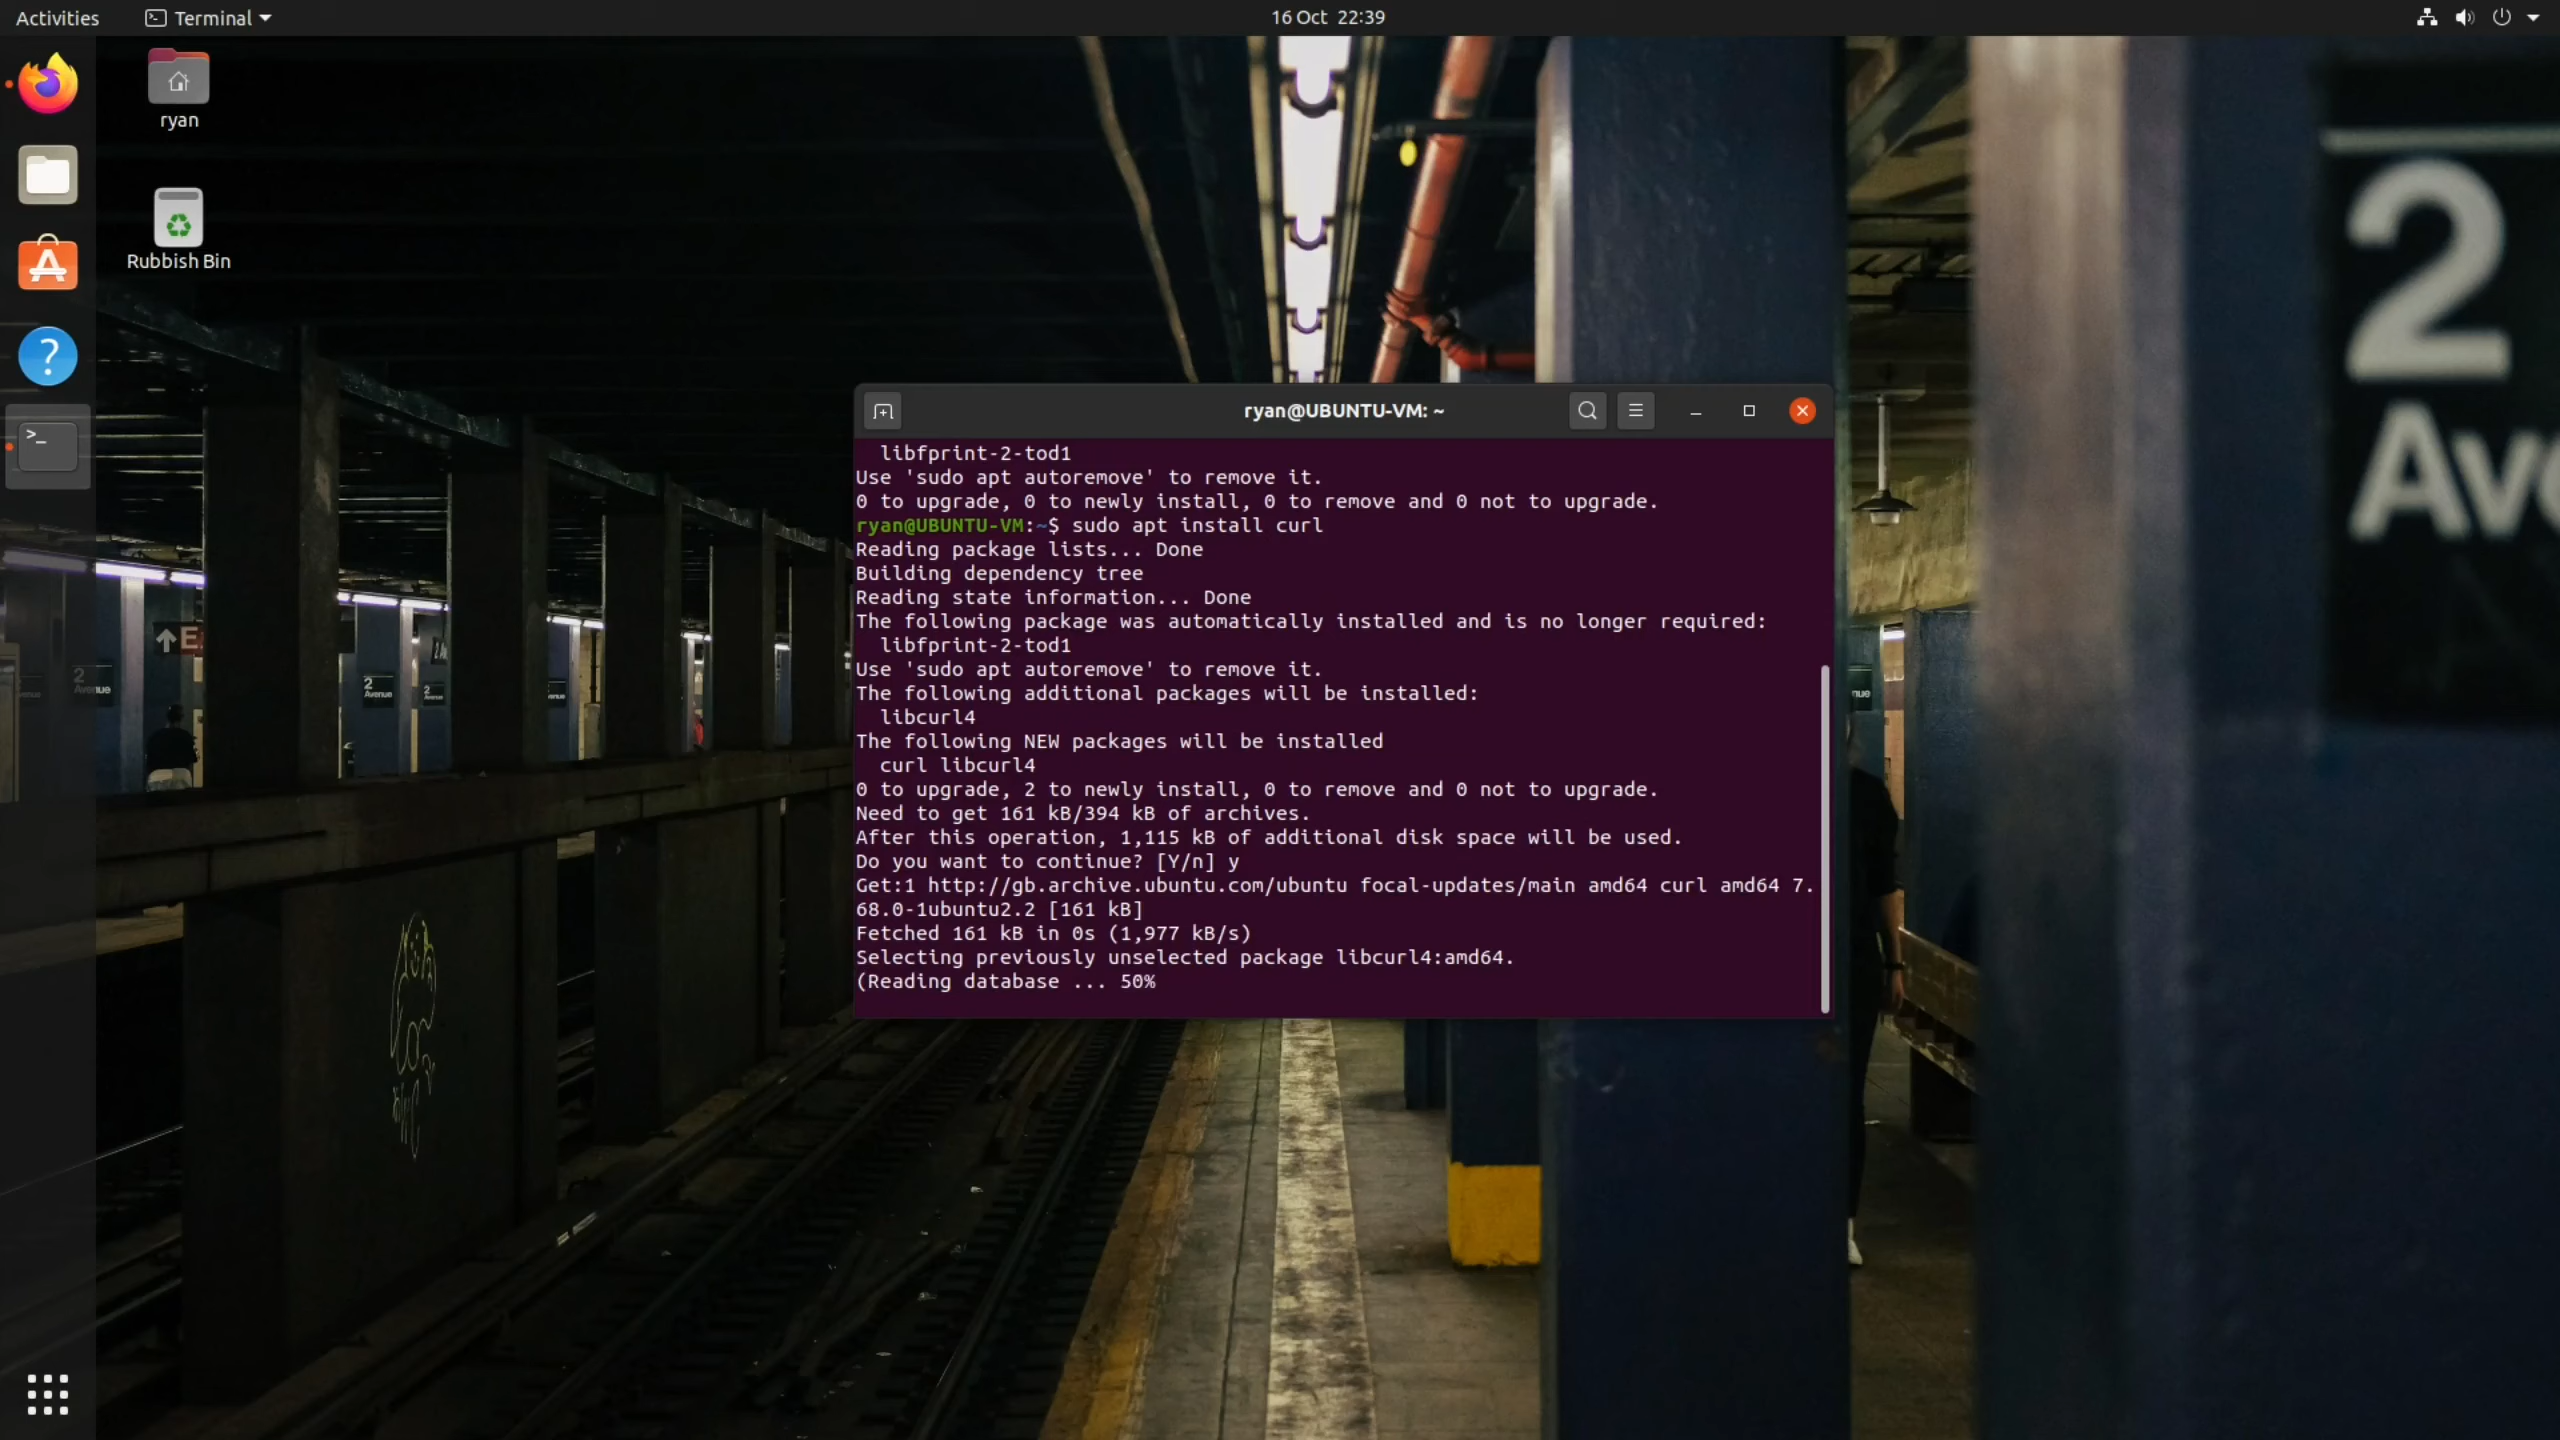 Activities
Terminal
16 Oct 22:39
ryan
Rubbish Bin
ryan@UBUNTU-VM: ~
libfprint-2-tod1
Use 'sudo apt autoremove' to remove it.
0 to upgrade, 0 to newly install, 0 to remove and 0 not to upgrade.
ryan@UBUNTU-VM:~$ sudo apt install curl
Reading package lists... Done
Building dependency tree
Reading state information... Done
The following package was automatically installed and is no longer required:
libfprint-2-tod1
Use 'sudo apt autoremove' to remove it.
The following additional packages will be installed:
libcurl4
The following NEW packages will be installed
curl libcurl4
0 to upgrade, 2 to newly install, 0 to remove and 0 not to upgrade.
Need to get 161 kB/394 kB of archives.
After this operation, 1,115 kB of additional disk space will be used.
Do you want to continue? [Y/n] y
Get:1 http://gb.archive.ubuntu.com/ubuntu focal-updates/main amd64 curl amd64 7.
68.0-1ubuntu2.2 [161 kB]
Fetched 161 kB in 0s (1,977 kB/s)
Selecting previously unselected package libcurl4:amd64.
(Reading database ... 50%
2
Ave
2
Avenue
2
Avenue
2